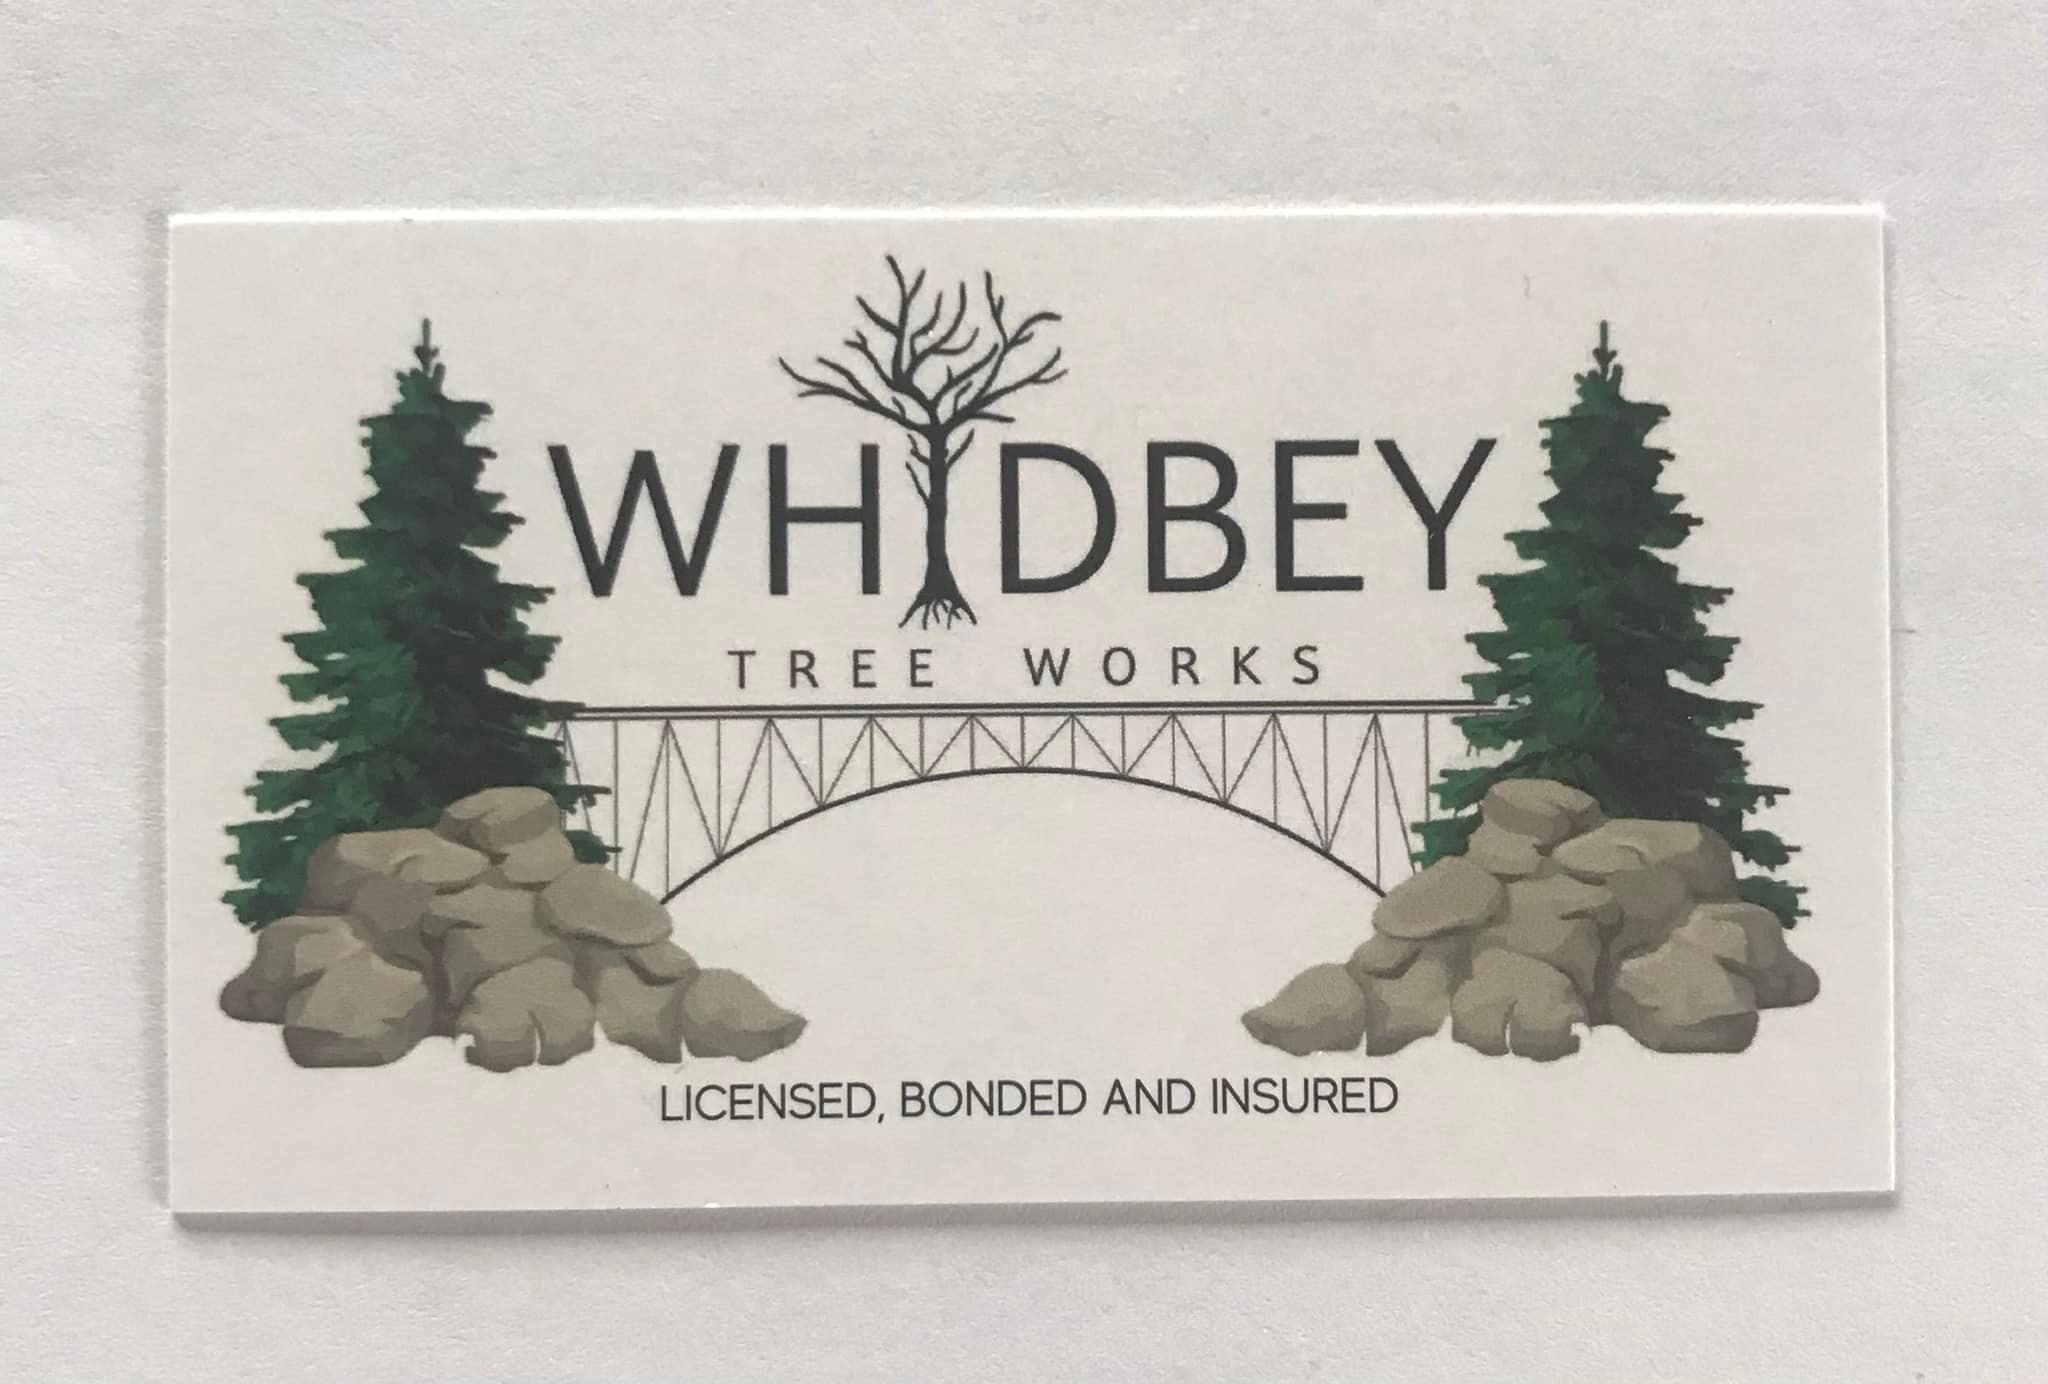 WHIDBEY
TREE WORKS
LICENSED, BONDED AND INSURED